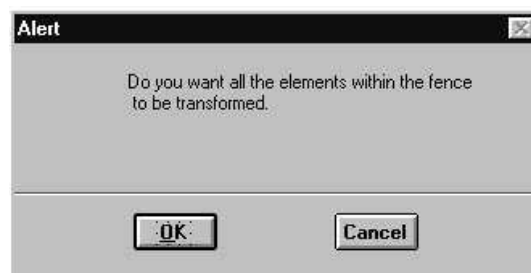 Alert
Do you want all the elements within the fence
to be transformed.
OK
Cancel